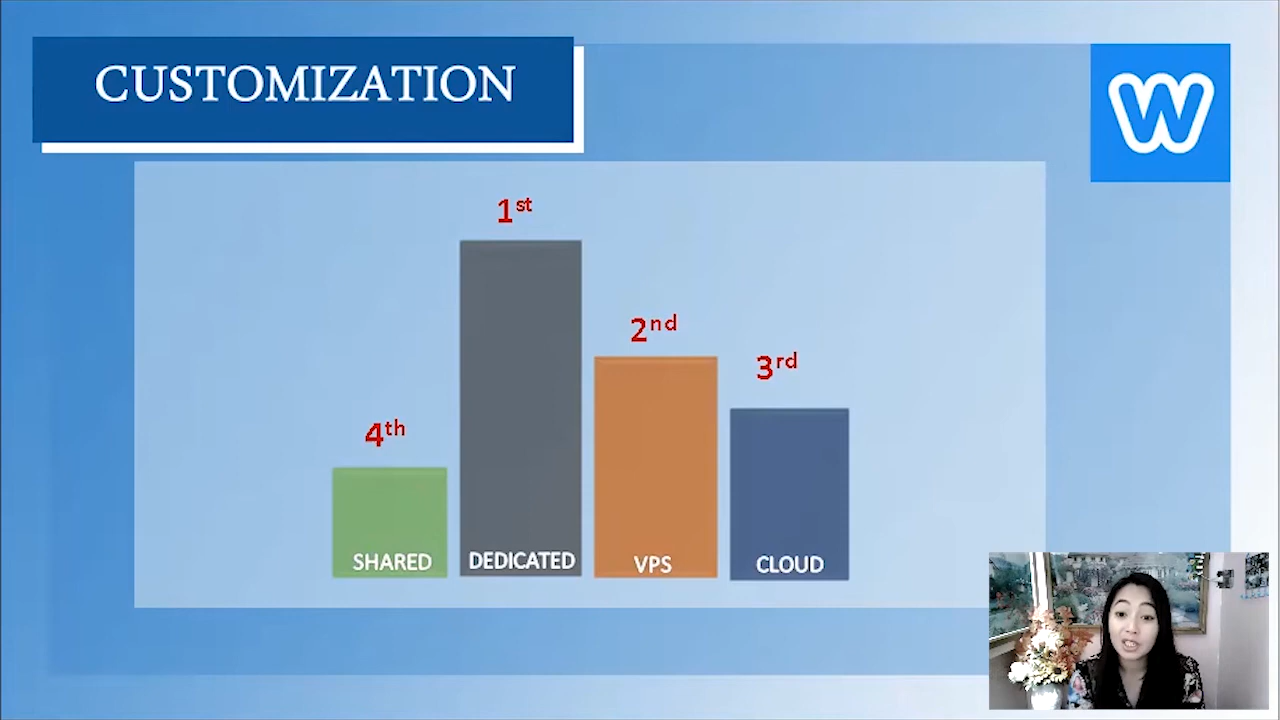 CUSTOMIZATION
W
1st
2nd
3rd
4th
SHARED
DEDICATED
VPS
CLOUD